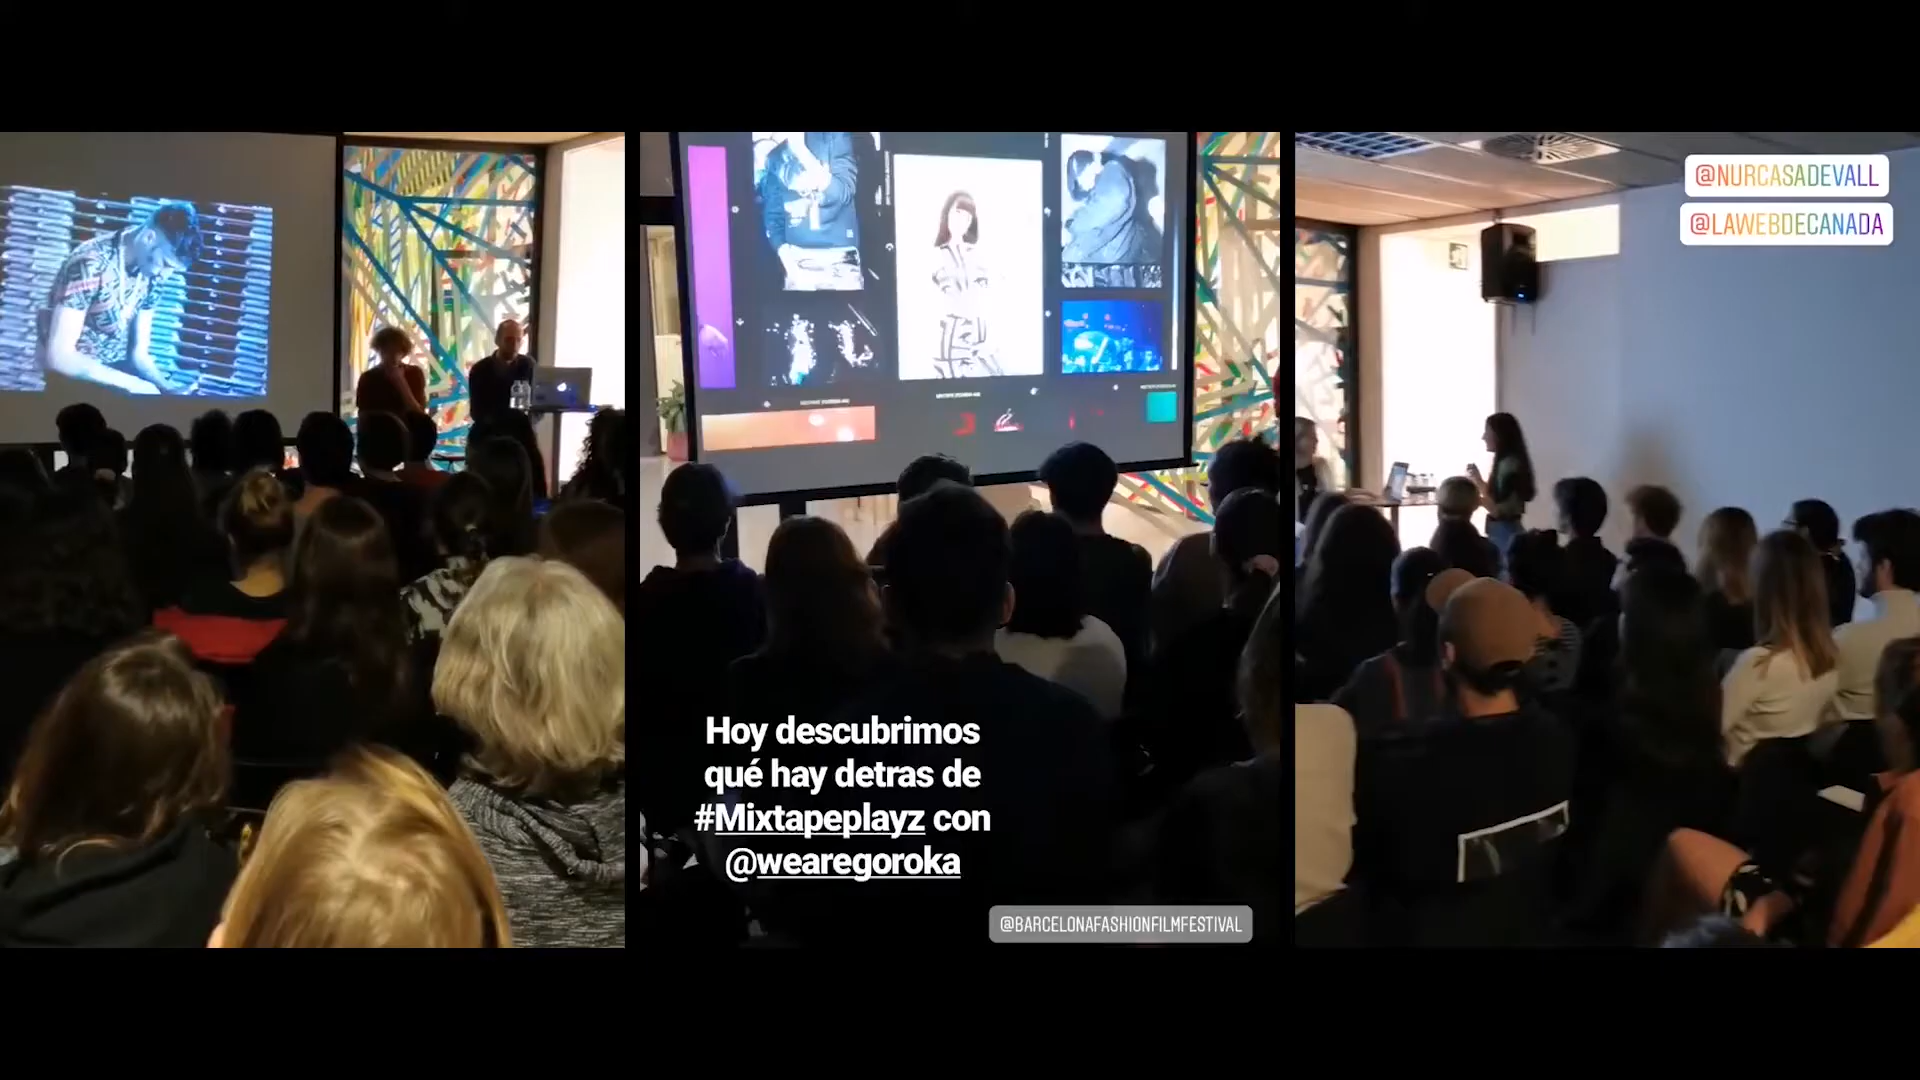 Hoy descubrimos
qué hay detras de
#Mixtapeplayz con
@wearegoroka
@BARCELONAFASHIONFILMFESTIVAL
@NURCASADEVALL
@LAWEBDECANADA